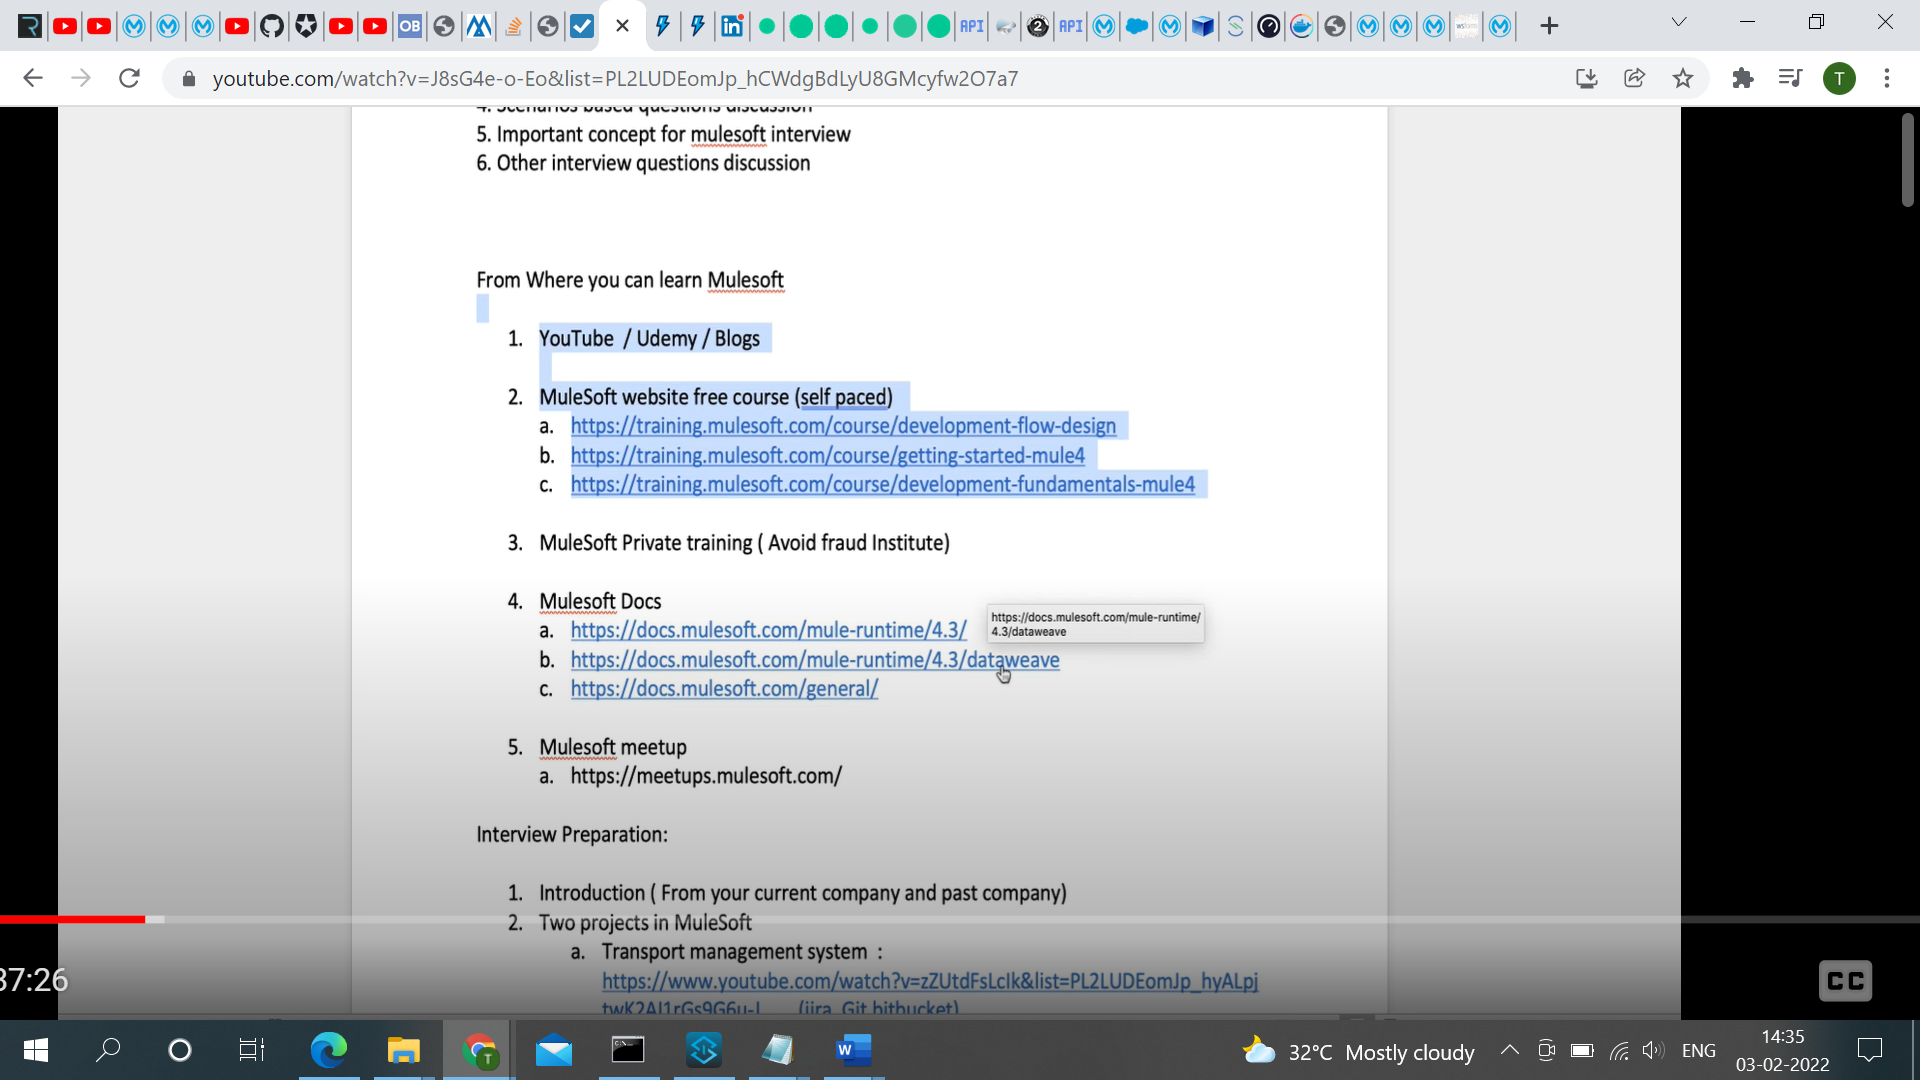 youtube.com/watch?v=J8sG4e-o-Eo&list=PL2LUDEomJp_hCWdgBdLyU8GMcyfw2O7a7
4. Scenarios based questions discussion
5. Important concept for mulesoft interview
6. Other interview questions discussion
From Where you can learn Mulesoft
1. YouTube / Udemy / Blogs
2. MuleSoft website free course (self paced)
a. https://training.mulesoft.com/course/development-flow-design
b. https://training.mulesoft.com/course/getting-started-mule4
c. https://training.mulesoft.com/course/development-fundamentals-mule4
3. MuleSoft Private training ( Avoid fraud Institute)
4. Mulesoft Docs
https://docs.mulesoft.com/mule-runtime/
4.3/dataweave
a. https://docs.mulesoft.com/mule-runtime/4.3/
b. https://docs.mulesoft.com/mule-runtime/4.3/dataweave
c. https://docs.mulesoft.com/general/
5. Mulesoft meetup
a. https://meetups.mulesoft.com/
Interview Preparation:
1. Introduction ( From your current company and past company)
2. Two projects in MuleSoft
a. Transport management system :
https://www.youtube.com/watch?v=zZUtdFsLclk&list=PL2LUDEomJp_hyALpj
(jira, Git bitbucket)
37:26
CC
32°C Mostly cloudy
ENG
14:35
03-02-2022